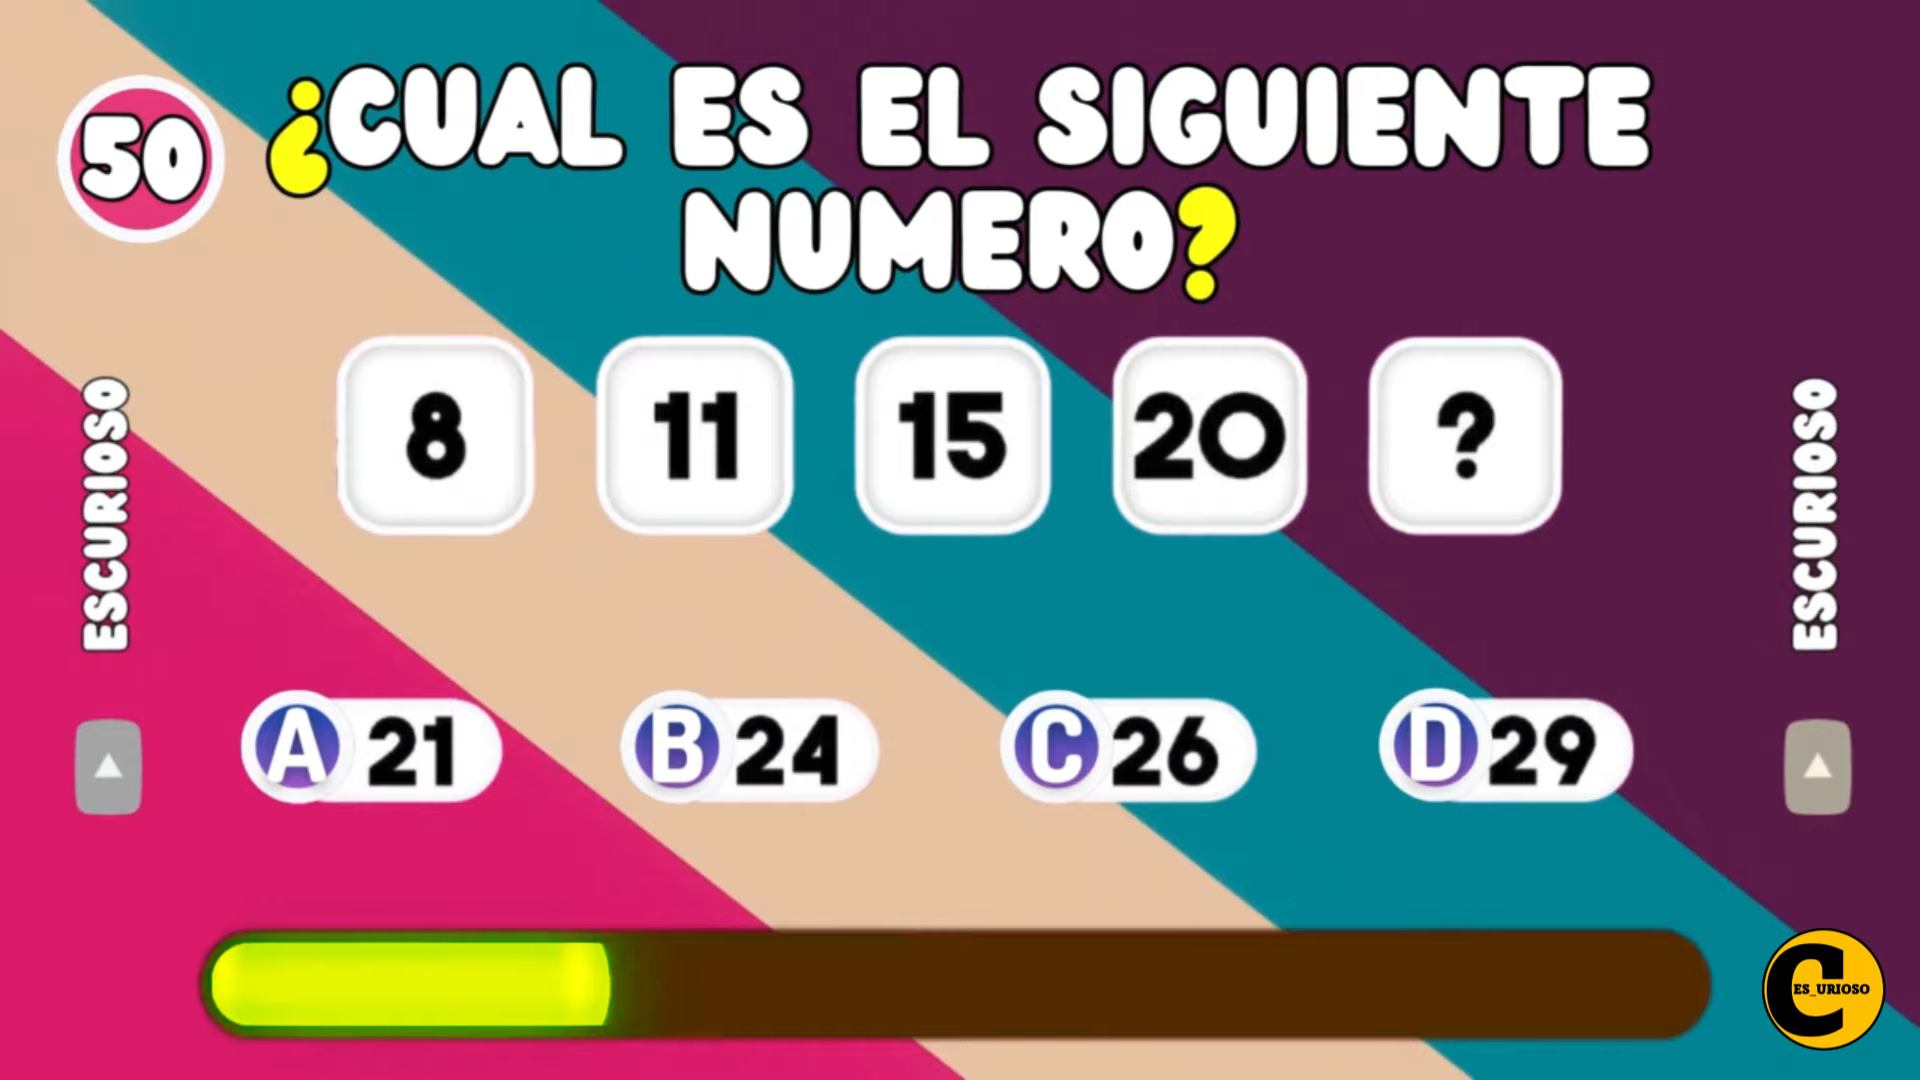 50
¿CUAL ES EL SIGUIENTE
NUMERO?
8 11 15 20 ?
ESCURIOSO
ESCURIOSO
A 21 B 24 C 26 D 29
C
ES_URIOSO